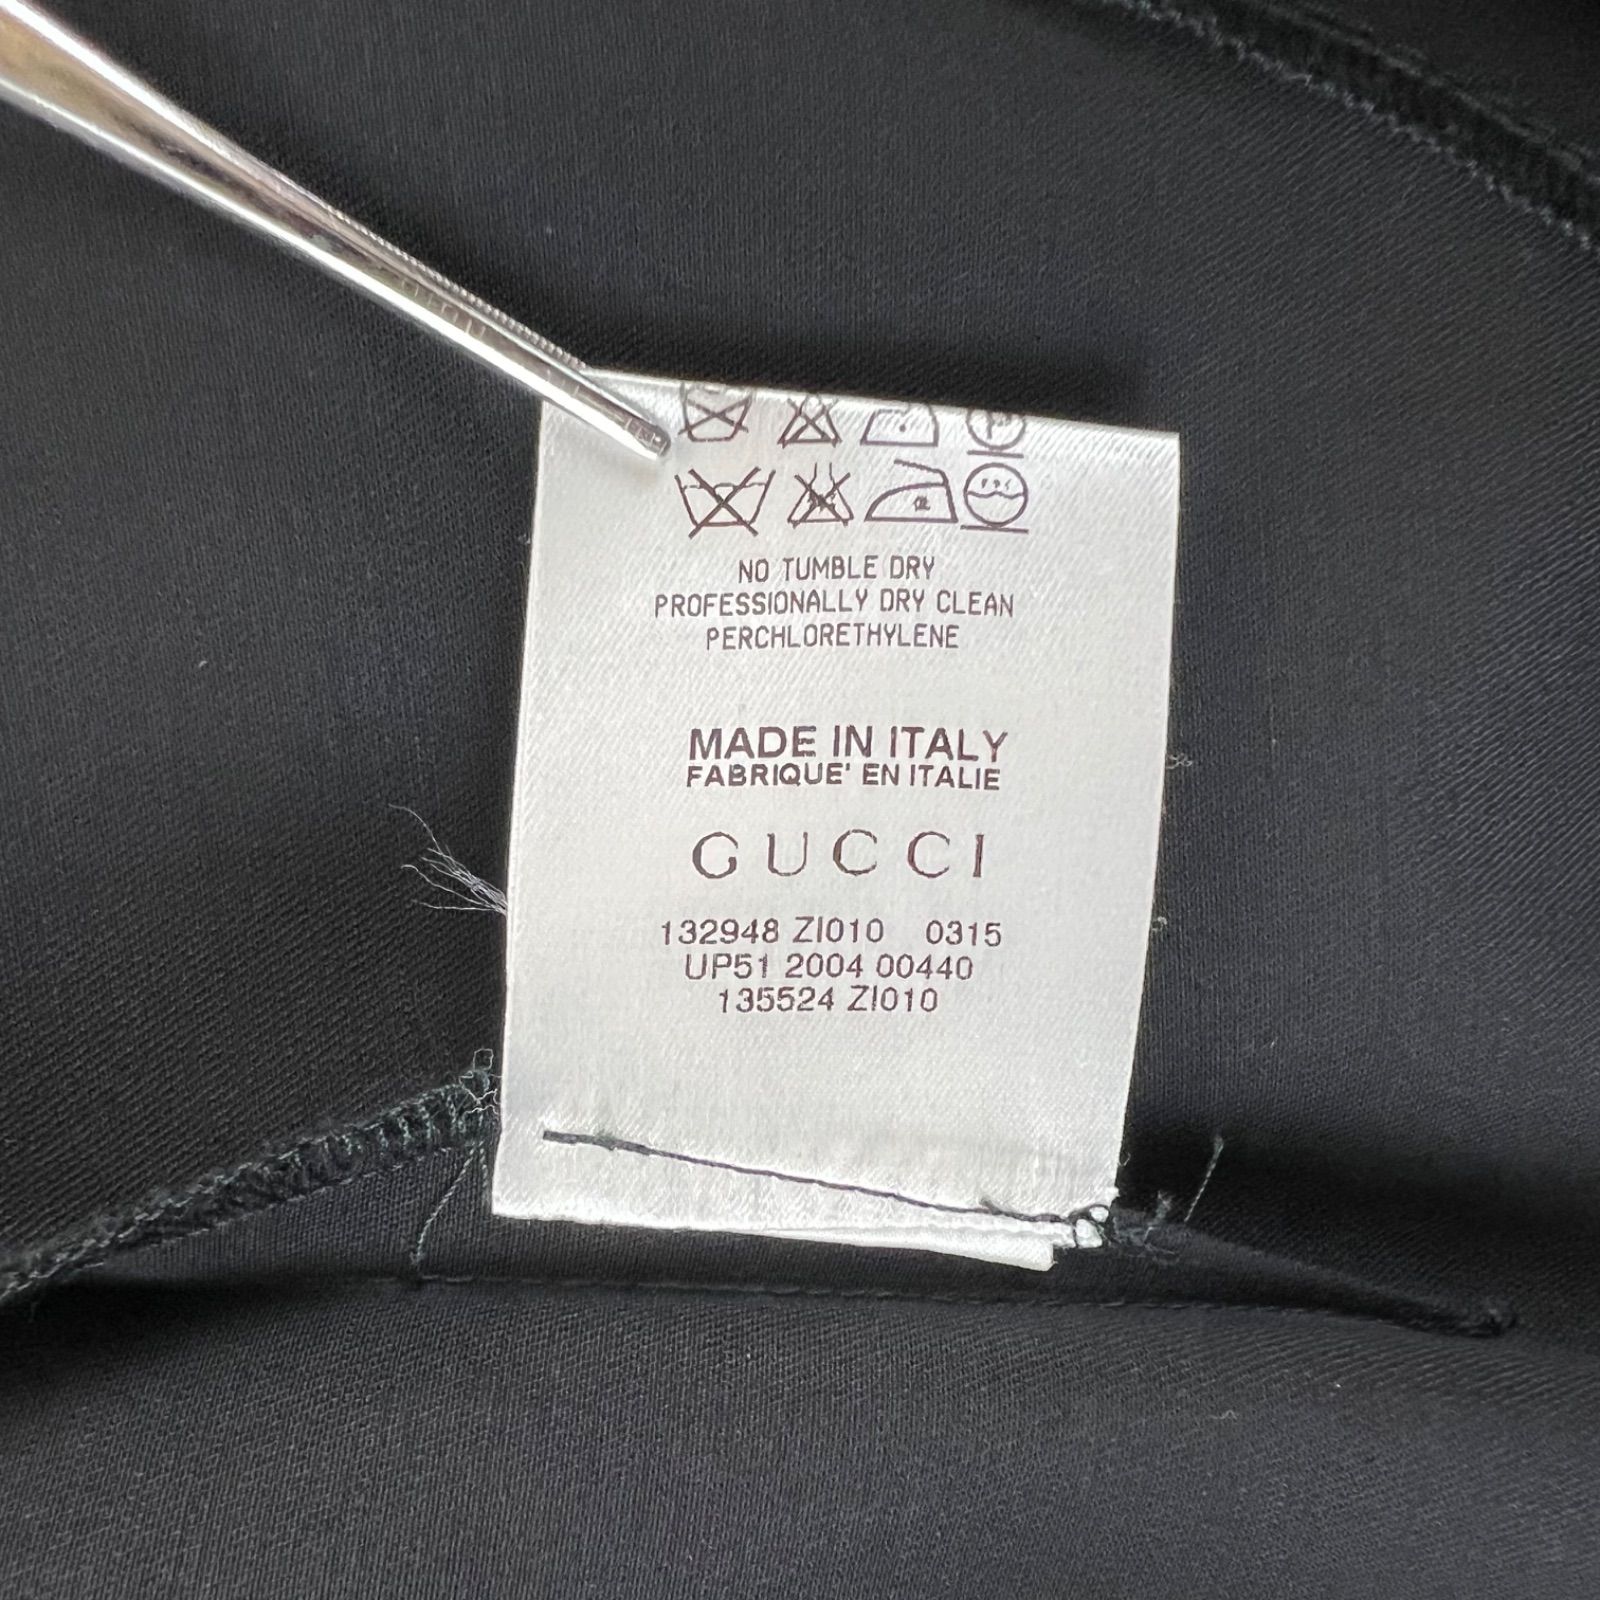 NO TUMBLE DRY
PROFESSIONALLY DRY CLEAN
PERCHLORETHYLENE
MADE IN ITALY
FABRIQUE' EN ITALIE
GUCCI
132948 ZI010 0315
UP51 2004 00440
135524 ZI010